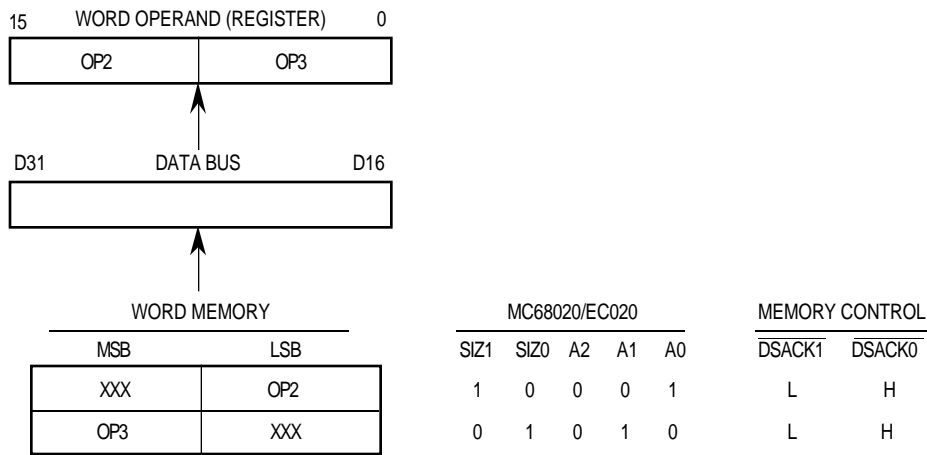 15 WORD OPERAND (REGISTER) 0
OP2 OP3
D31 DATA BUS D16
WORD MEMORY MC68020/EC020 MEMORY CONTROL
MSB LSB SIZ1 SIZ0 A2 A1 A0 DSACK1 DSACK0
XXX OP2 1 0 0 0 1 L H
OP3 XXX 0 1 0 1 0 L H